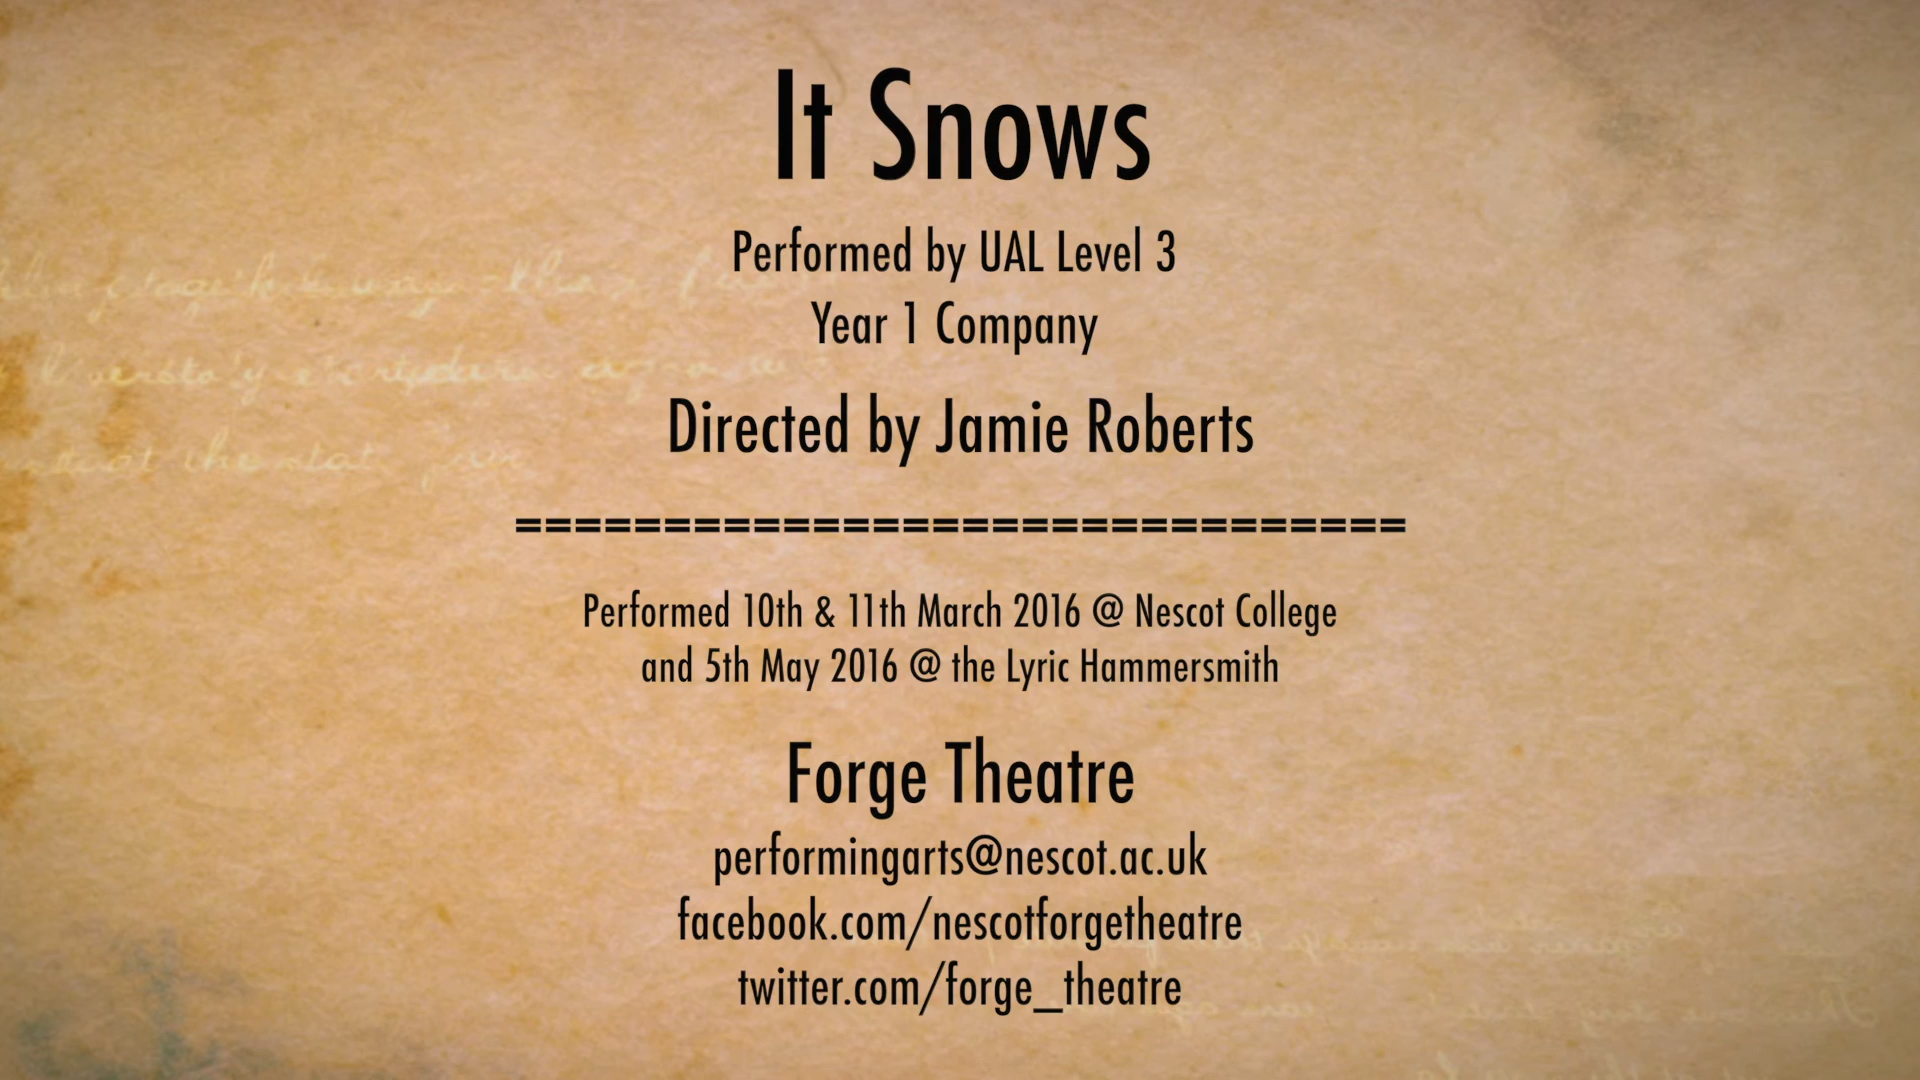 It Snows
Performed by UAL Level 3
Year 1 Company
Directed by Jamie Roberts
==============================
Performed 10th & 11th March 2016 @ Nescot College
and 5th May 2016 @ the Lyric Hammersmith
Forge Theatre
performingarts@nescot.ac.uk
facebook.com/nescotforgetheatre
twitter.com/forge_theatre